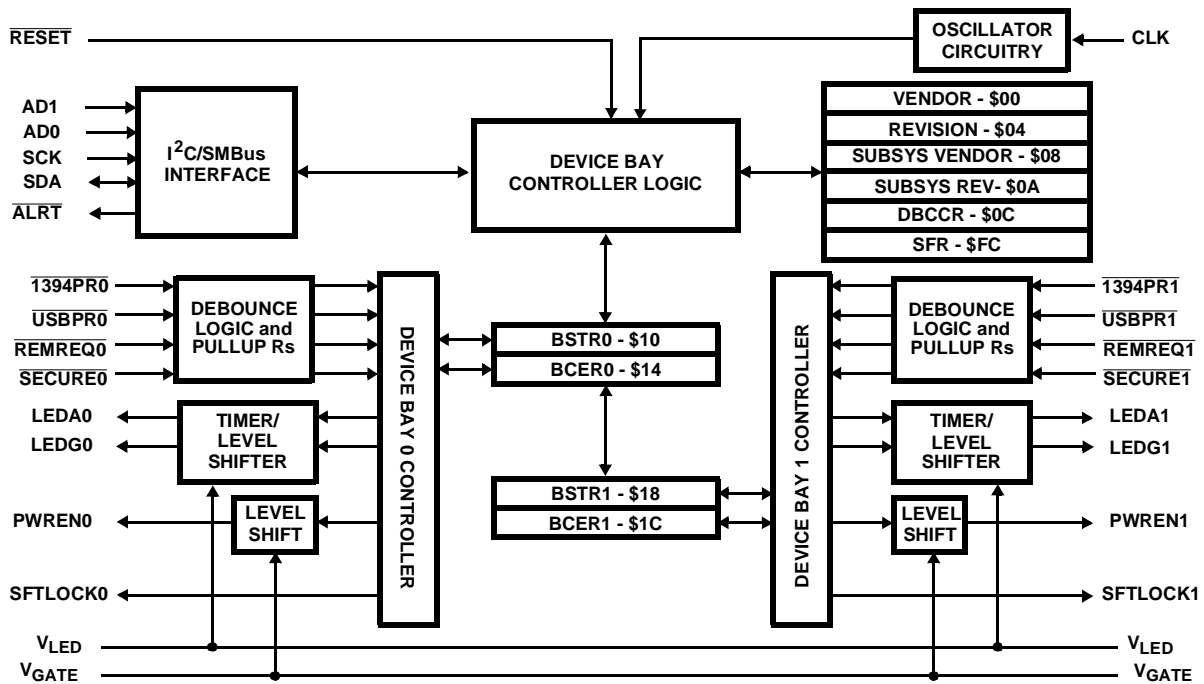 RESET
OSCILLATOR
CIRCUITRY
CLK
AD1
AD0
SCK
SDA
ALRT
I²C/SMBus
INTERFACE
DEVICE BAY
CONTROLLER LOGIC
VENDOR - $00
REVISION - $04
SUBSYS VENDOR - $08
SUBSYS REV- $0A
DBCCR - $0C
SFR - $FC
1394PR0
USBPR0
REMREQ0
SECURE0
DEBOUNCE
LOGIC and
PULLUP Rs
LEDA0
LEDG0
TIMER/
LEVEL
SHIFTER
PWREN0
LEVEL
SHIFT
SFTLOCK0
DEVICE BAY 0 CONTROLLER
BSTR0 - $10
BCER0 - $14
BSTR1 - $18
BCER1 - $1C
DEVICE BAY 1 CONTROLLER
DEBOUNCE
LOGIC and
PULLUP Rs
1394PR1
USBPR1
REMREQ1
SECURE1
TIMER/
LEVEL
SHIFTER
LEDA1
LEDG1
LEVEL
SHIFT
PWREN1
SFTLOCK1
VLED
VLED
VGATE
VGATE